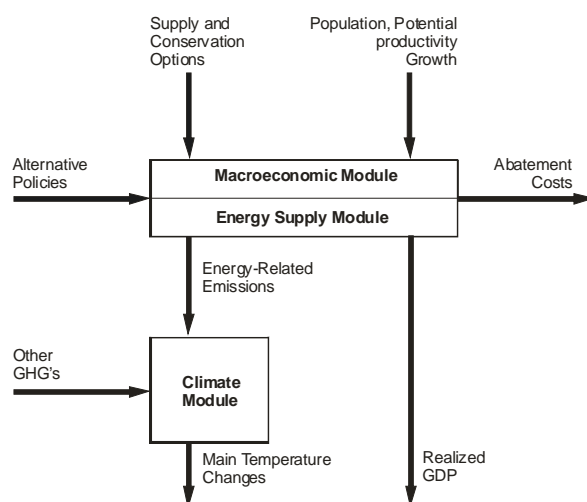 Supply and
Conservation
Options
Population, Potential
productivity
Growth
Alternative
Policies
Macroeconomic Module
Energy Supply Module
Abatement
Costs
Energy-Related
Emissions
Other
GHG's
Climate
Module
Main Temperature
Changes
Realized
GDP